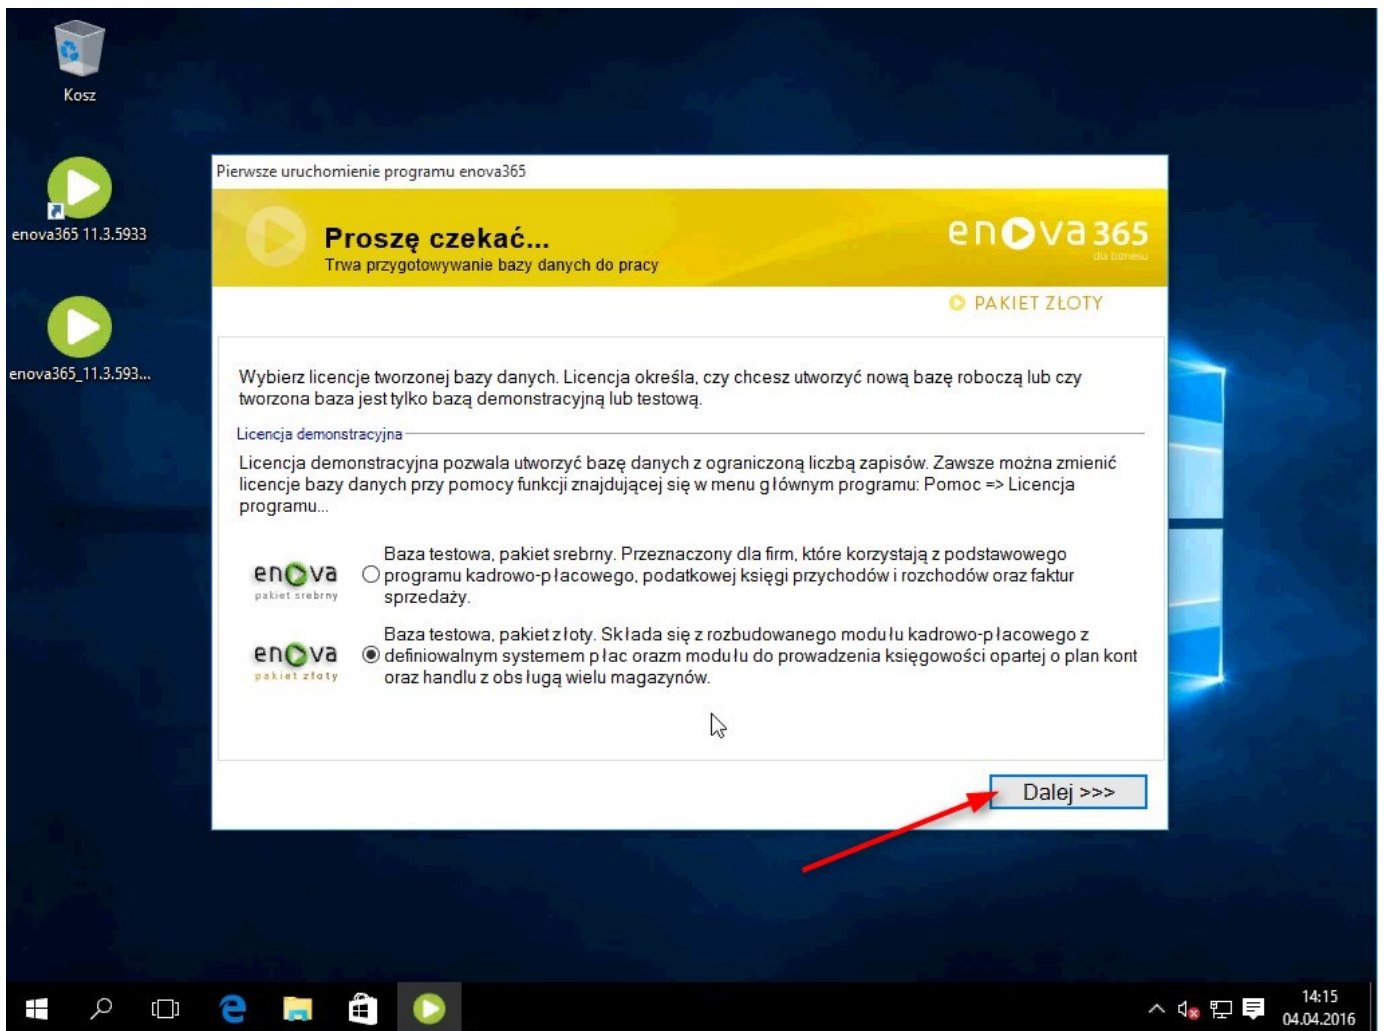 Kosz
enova365 11.3.5933
enova365_11.3.593...
Pierwsze uruchomienie programu enova365
Proszę czekać...
Trwa przygotowywanie bazy danych do pracy
enova 365
dla biznesu
PAKIET ZŁOTY
Wybierz licencje tworzonej bazy danych. Licencja określa, czy chcesz utworzyć nową bazę roboczą lub czy
tworzona baza jest tylko bazą demonstracyjną lub testową.
Licencja demonstracyjna
Licencja demonstracyjna pozwala utworzyć bazę danych z ograniczoną liczbą zapisów. Zawsze można zmienić
licencje bazy danych przy pomocy funkcji znajdującej się w menu głównym programu: Pomoc => Licencja
programu...
enova
pakiet srebrny
Baza testowa, pakiet srebrny. Przeznaczony dla firm, które korzystają z podstawowego
programu kadrowo-płacowego, podatkowej księgi przychodów i rozchodów oraz faktur
sprzedaży.
enova
pakiet złoty
Baza testowa, pakiet złoty. Składa się z rozbudowanego modułu kadrowo-płacowego z
definiowalnym systemem płac orazm modułu do prowadzenia księgowości opartej o plan kont
oraz handlu z obsługą wielu magazynów.
Dalej >>>
14:15
04.04.2016